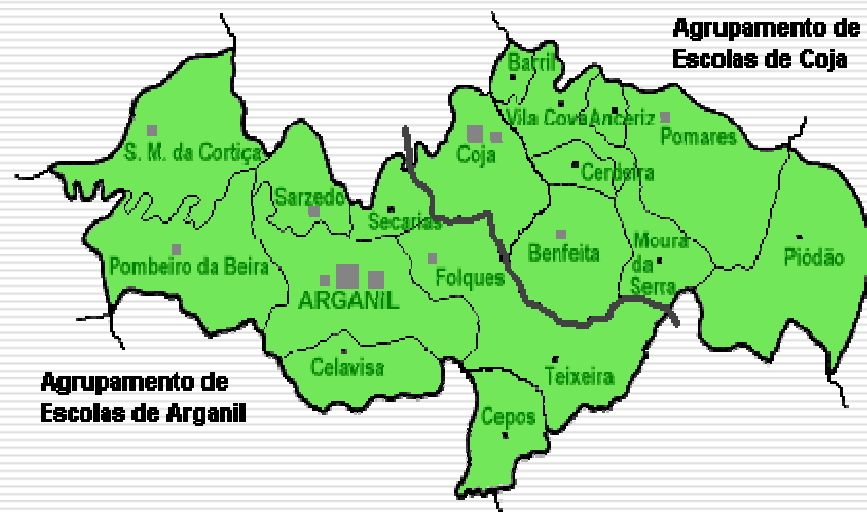 Agrupamento de
Escolas de Coja
Barril
Vila Cova
Anceriz
Pomares
S. M. da Cortiça
Coja
Cerdeira
Sarzedo
Secarias
Benfeita
Moura
da
Serra
Piódão
Pombeiro da Beira
Folques
ARGANIL
Celavisa
Teixeira
Agrupamento de
Escolas de Arganil
Cepos